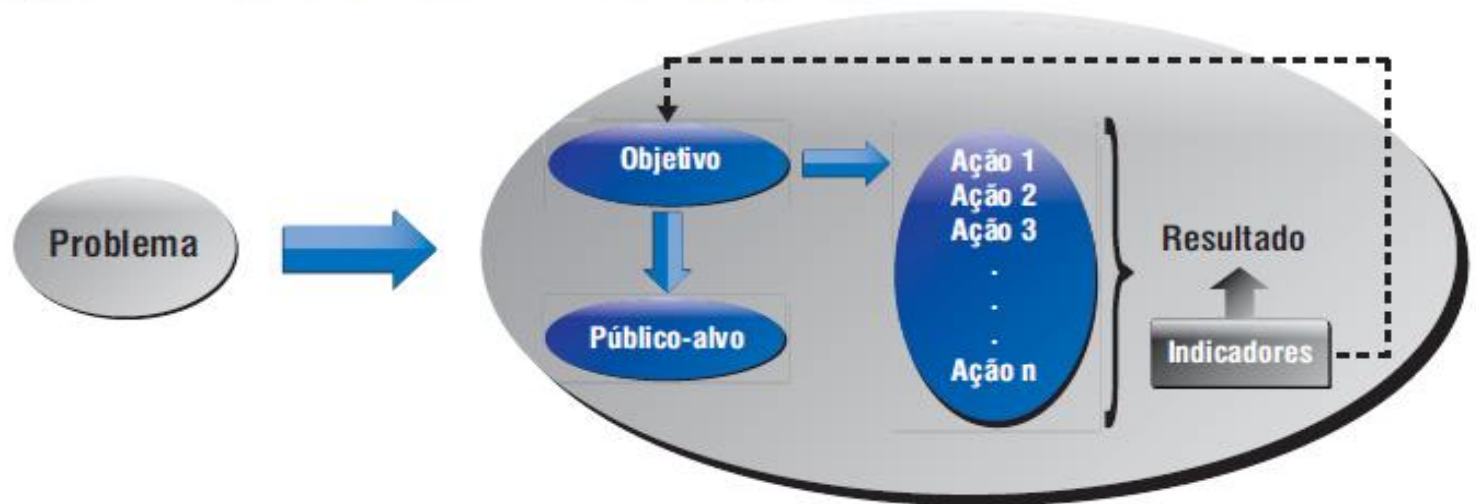 Problema
Objetivo
Público-alvo
Ação 1
Ação 2
Ação 3
.
.
.
Ação n
Resultado
Indicadores